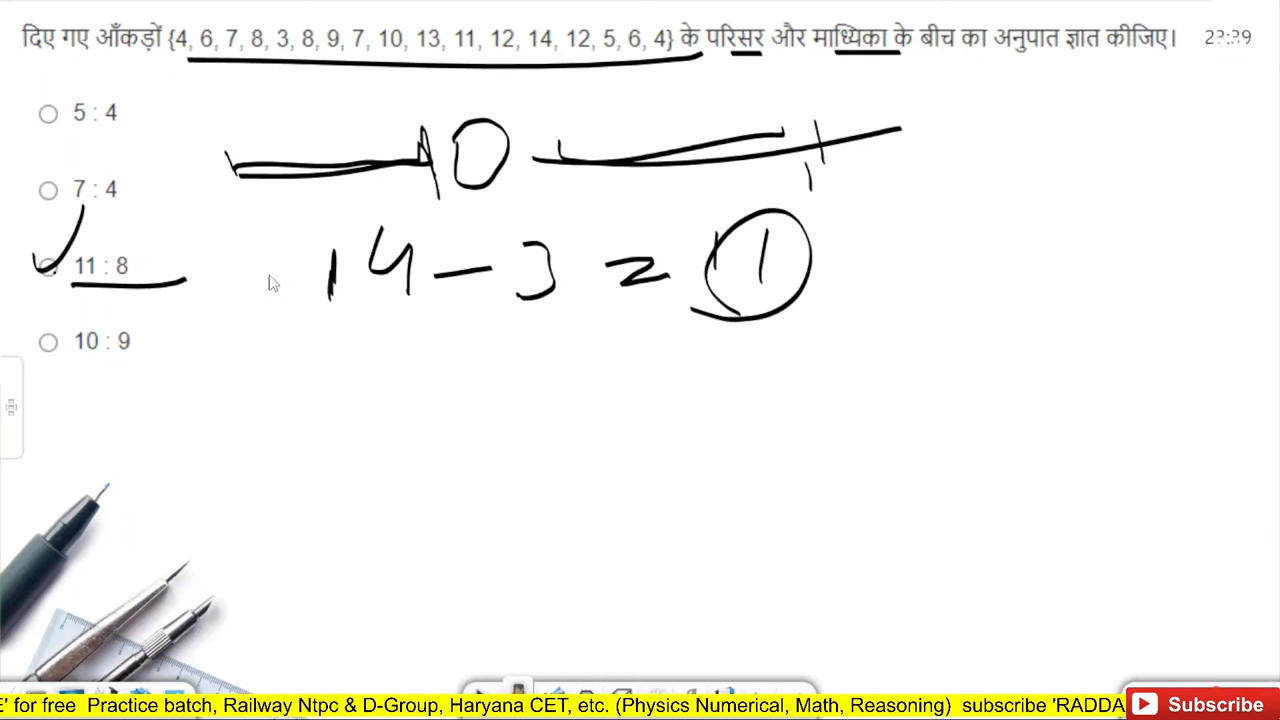 दिए गए आँकड़ों {4, 6, 7, 8, 3, 8, 9, 7, 10, 13, 11, 12, 14, 12, 5, 6, 4} के परिसर और माध्यिका के बीच का अनुपात ज्ञात कीजिए।
5 : 4
7 : 4
11 : 8
10 : 9
14 - 3 = 11
E' for free Practice batch, Railway Ntpc & D-Group, Haryana CET, etc. (Physics Numerical, Math, Reasoning) subscribe 'RADDA
Subscribe